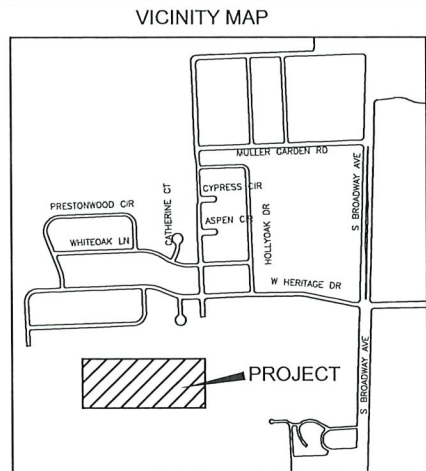 VICINITY MAP
MULLER GARDEN RD
CYPRESS CIR
S BROADWAY AVE
CATHERINE CT
PRESTONWOOD CIR
ASPEN CIR
HOLLYOAK DR
WHITEOAK LN
W HERITAGE DR
S BROADWAY AVE
PROJECT